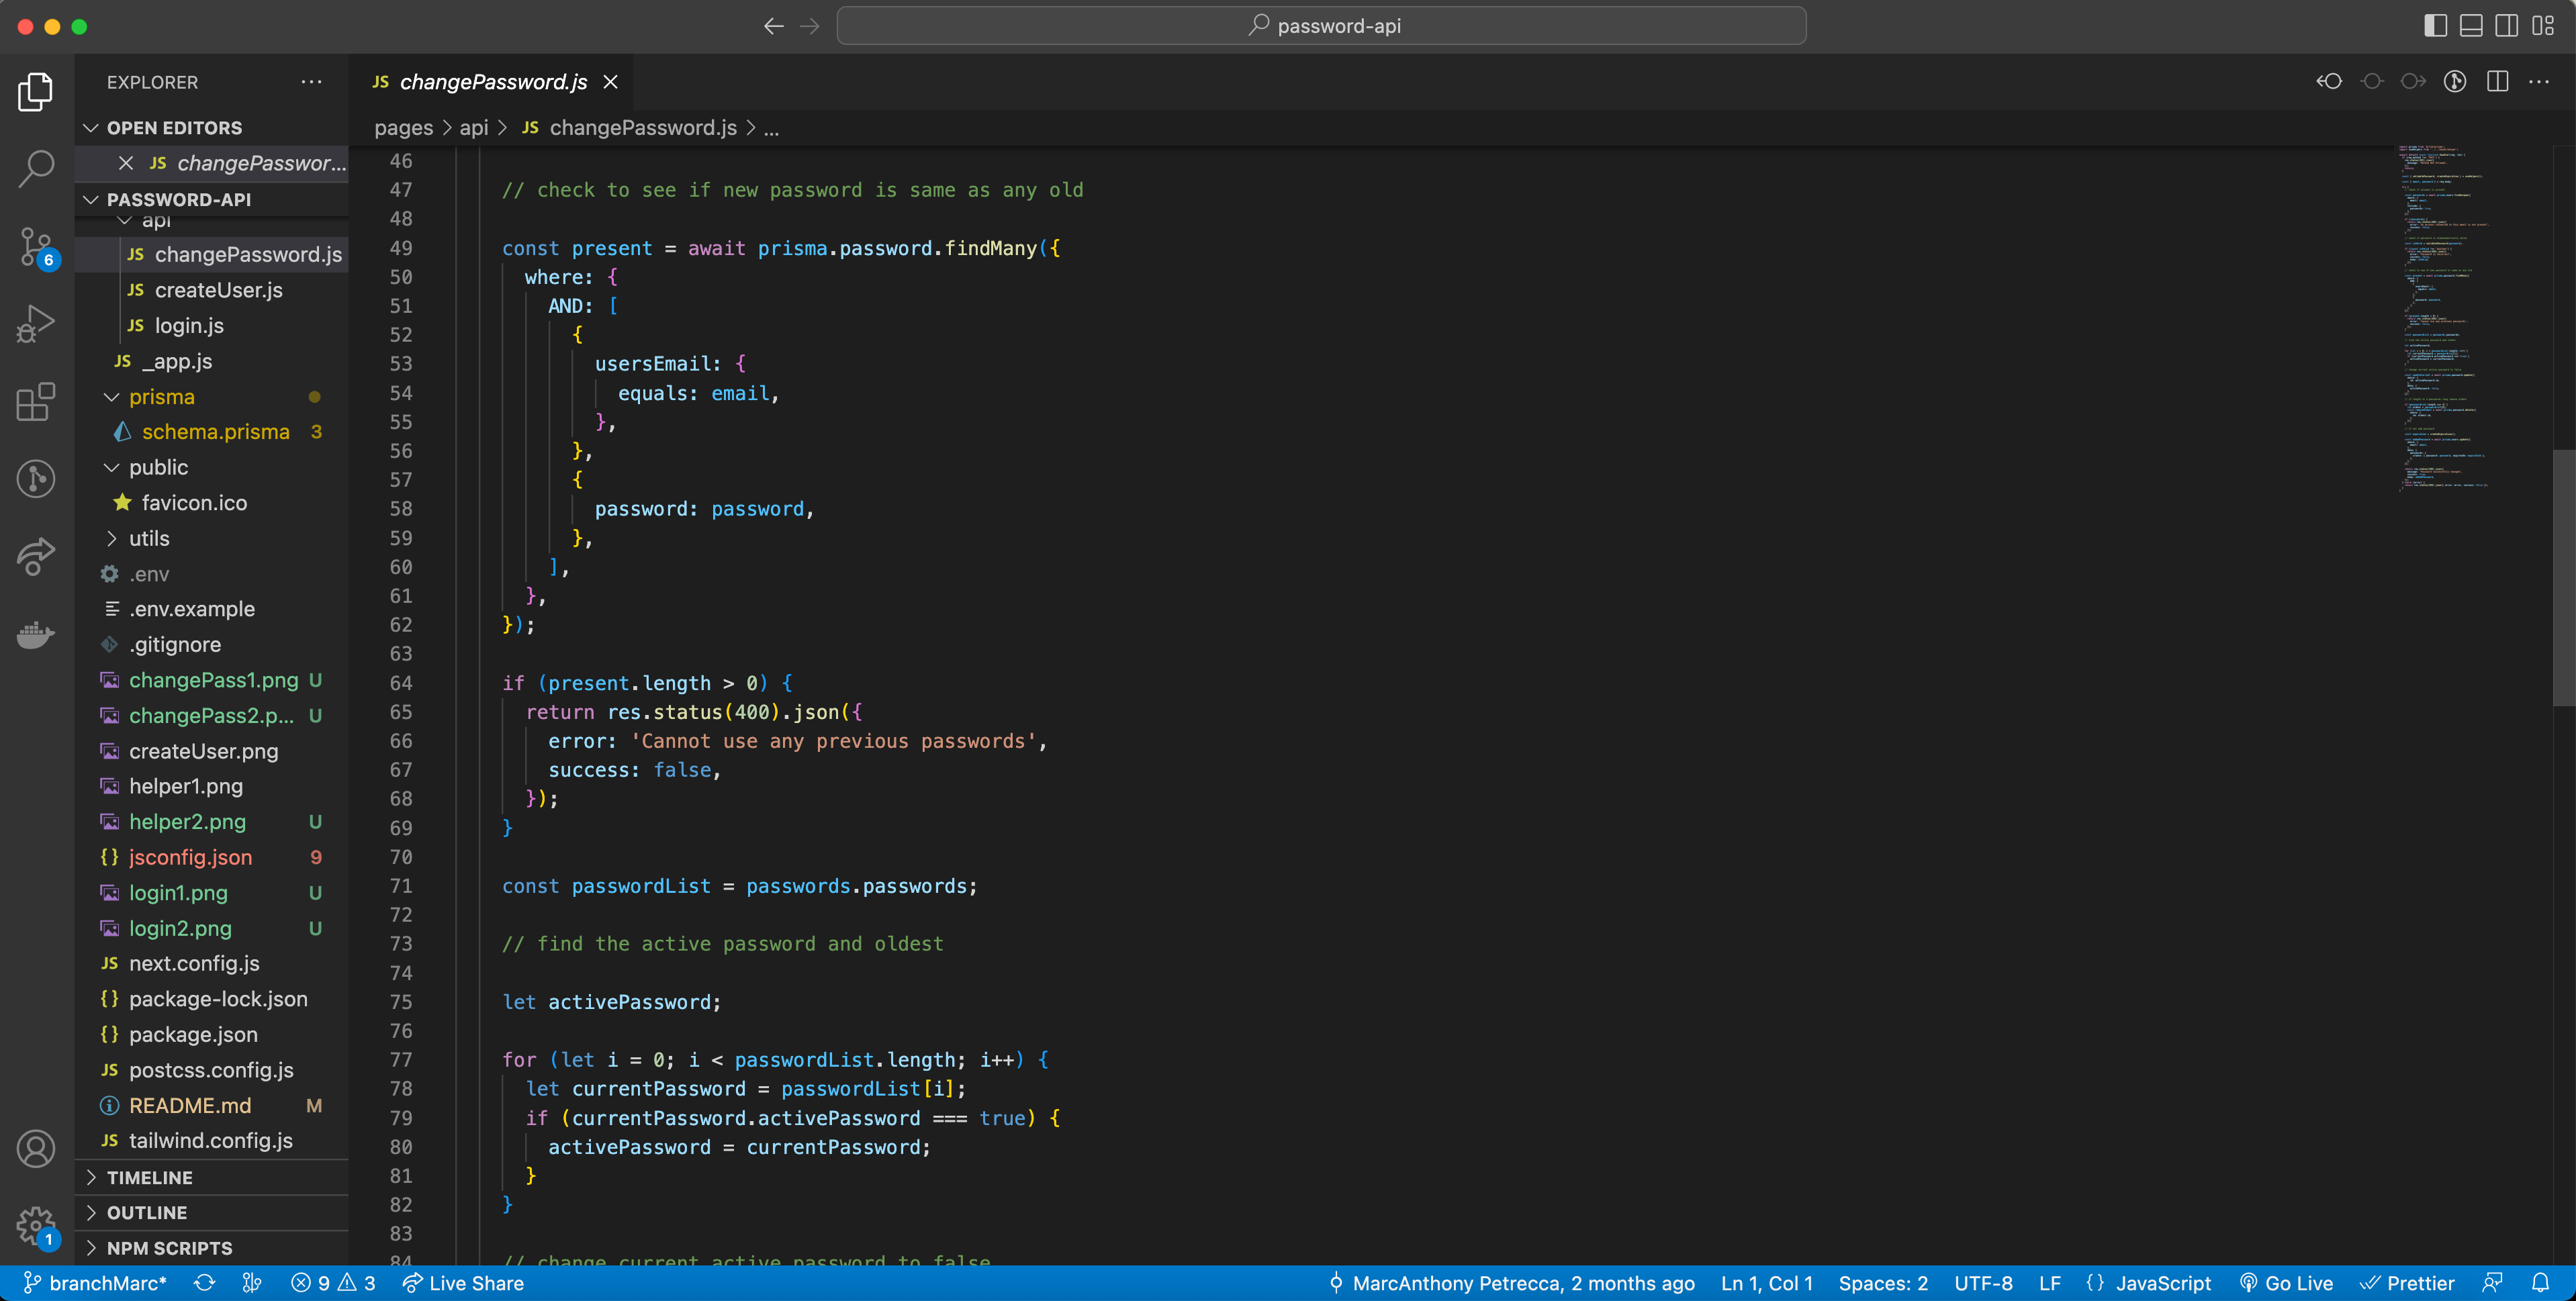 password-api
EXPLORER
OPEN EDITORS
JS changePasswor...
PASSWORD-API
api
JS changePassword.js
JS createUser.js
JS login.js
JS _app.js
prisma
schema.prisma 3
public
favicon.ico
utils
.env
.env.example
.gitignore
changePass1.png U
changePass2.p... U
createUser.png
helper1.png
helper2.png U
{} jsconfig.json 9
login1.png U
login2.png U
JS next.config.js
{} package-lock.json
{} package.json
JS postcss.config.js
README.md M
JS tailwind.config.js
TIMELINE
OUTLINE
NPM SCRIPTS
6
1
JS changePassword.js
pages > api > JS changePassword.js > ...
46
47 // check to see if new password is same as any old
48
49 const present = await prisma.password.findMany({
50 where: {
51 AND: [
52 {
53 usersEmail: {
54 equals: email,
55 },
56 },
57 {
58 password: password,
59 },
60 ],
61 },
62 });
63
64 if (present.length > 0) {
65 return res.status(400).json({
66 error: 'Cannot use any previous passwords',
67 success: false,
68 });
69 }
70
71 const passwordList = passwords.passwords;
72
73 // find the active password and oldest
74
75 let activePassword;
76
77 for (let i = 0; i < passwordList.length; i++) {
78 let currentPassword = passwordList[i];
79 if (currentPassword.activePassword === true) {
80 activePassword = currentPassword;
81 }
82 }
83
84 // change current active password to false
branchMarc* 9 3 Live Share MarcAnthony Petrecca, 2 months ago Ln 1, Col 1 Spaces: 2 UTF-8 LF {} JavaScript Go Live Prettier